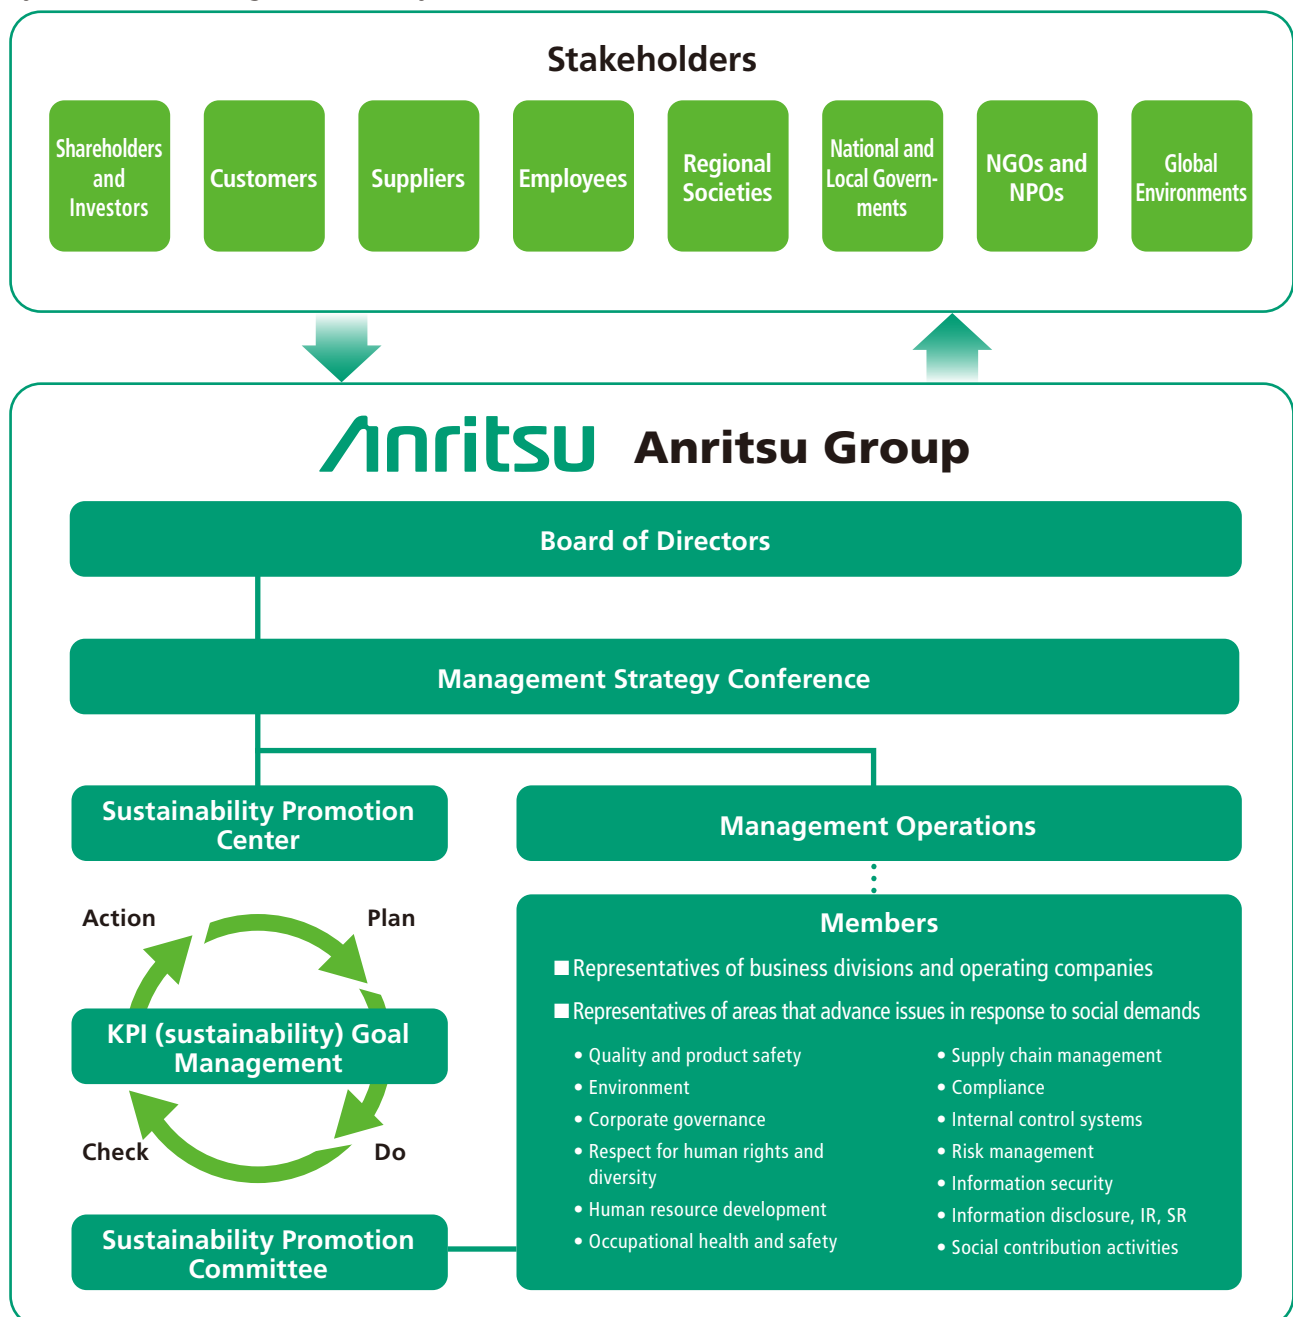 Stakeholders
Shareholders
and
Investors
Customers
Suppliers
Employees
Regional
Societies
National and
Local Govern-
ments
NGOs and
NPOs
Global
Environments
Anritsu Anritsu Group
Board of Directors
Management Strategy Conference
Sustainability Promotion
Center
Management Operations
Action
Plan
KPI (sustainability) Goal
Management
Check
Do
Sustainability Promotion
Committee
Members
■ Representatives of business divisions and operating companies
■ Representatives of areas that advance issues in response to social demands
• Quality and product safety
• Environment
• Corporate governance
• Respect for human rights and
diversity
• Human resource development
• Occupational health and safety
• Supply chain management
• Compliance
• Internal control systems
• Risk management
• Information security
• Information disclosure, IR, SR
• Social contribution activities